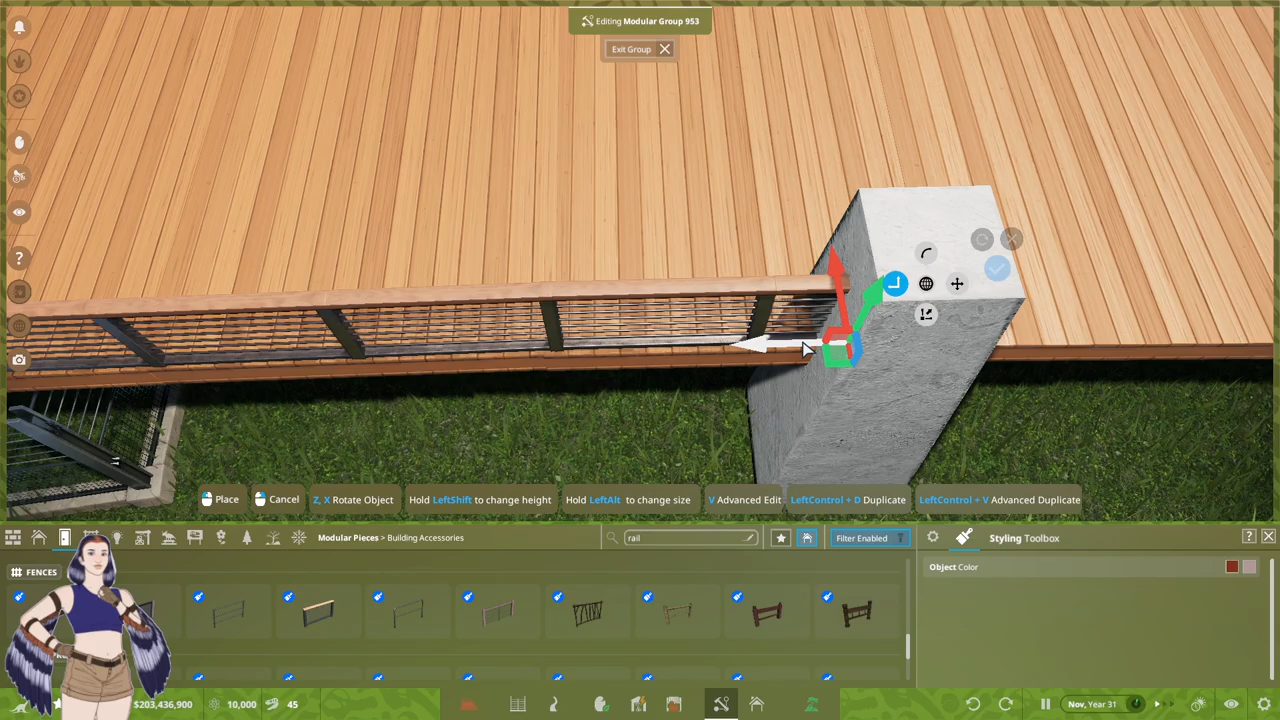 Editing Modular Group 953
Exit Group
Place
Cancel
Z, X Rotate Object
Hold LeftShift to change height
Hold LeftAlt to change size
V Advanced Edit
LeftControl + D Duplicate
LeftControl + V Advanced Duplicate
Modular Pieces > Building Accessories
rail
Filter Enabled
Styling Toolbox
?
FENCES
Object Color
?
$203,436,900
10,000
45
Nov, Year 31